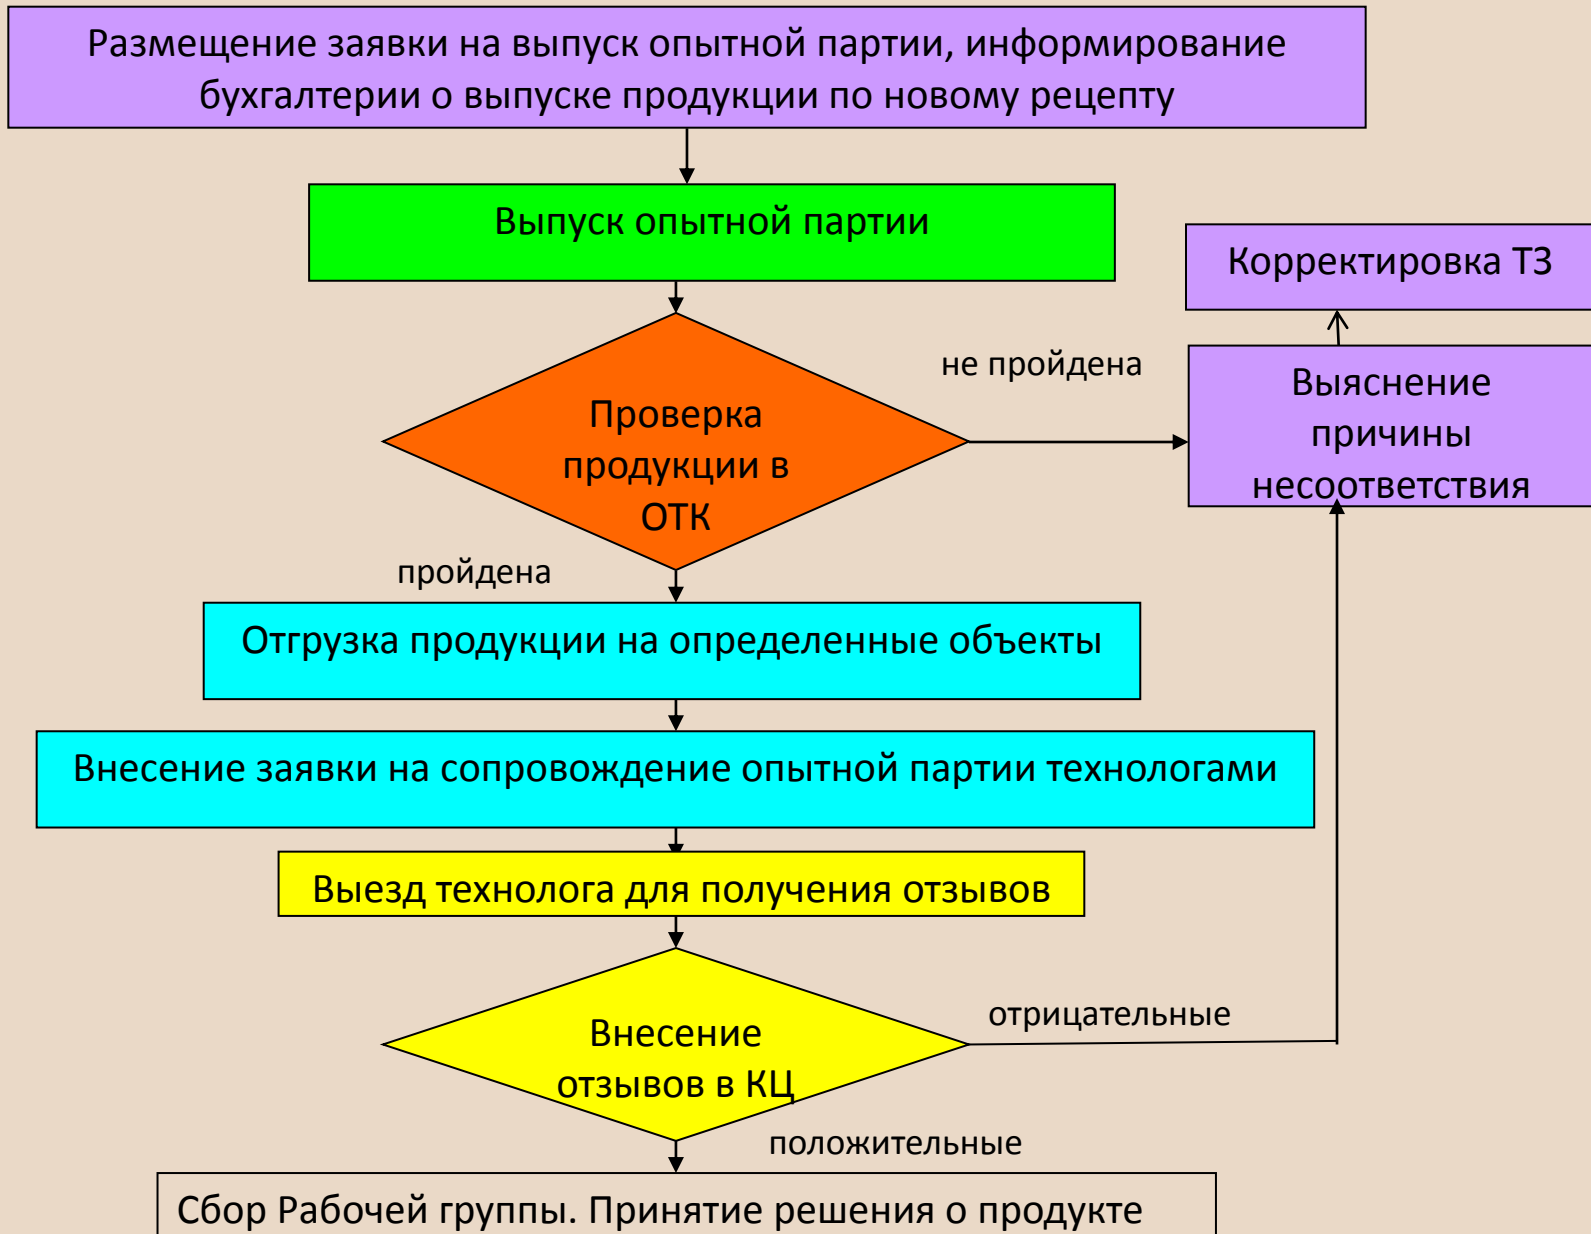 Размещение заявки на выпуск опытной партии, информирование
бухгалтерии о выпуске продукции по новому рецепту
Выпуск опытной партии
Корректировка ТЗ
не пройдена
Выяснение
причины
несоответствия
Проверка
продукции в
ОТК
пройдена
Отгрузка продукции на определенные объекты
Внесение заявки на сопровождение опытной партии технологами
Выезд технолога для получения отзывов
отрицательные
Внесение
отзывов в КЦ
положительные
Сбор Рабочей группы. Принятие решения о продукте